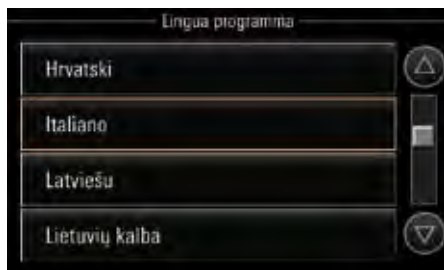 Lingua programma
Hrvatski
Italiano
Latviešu
Lietuvių kalba